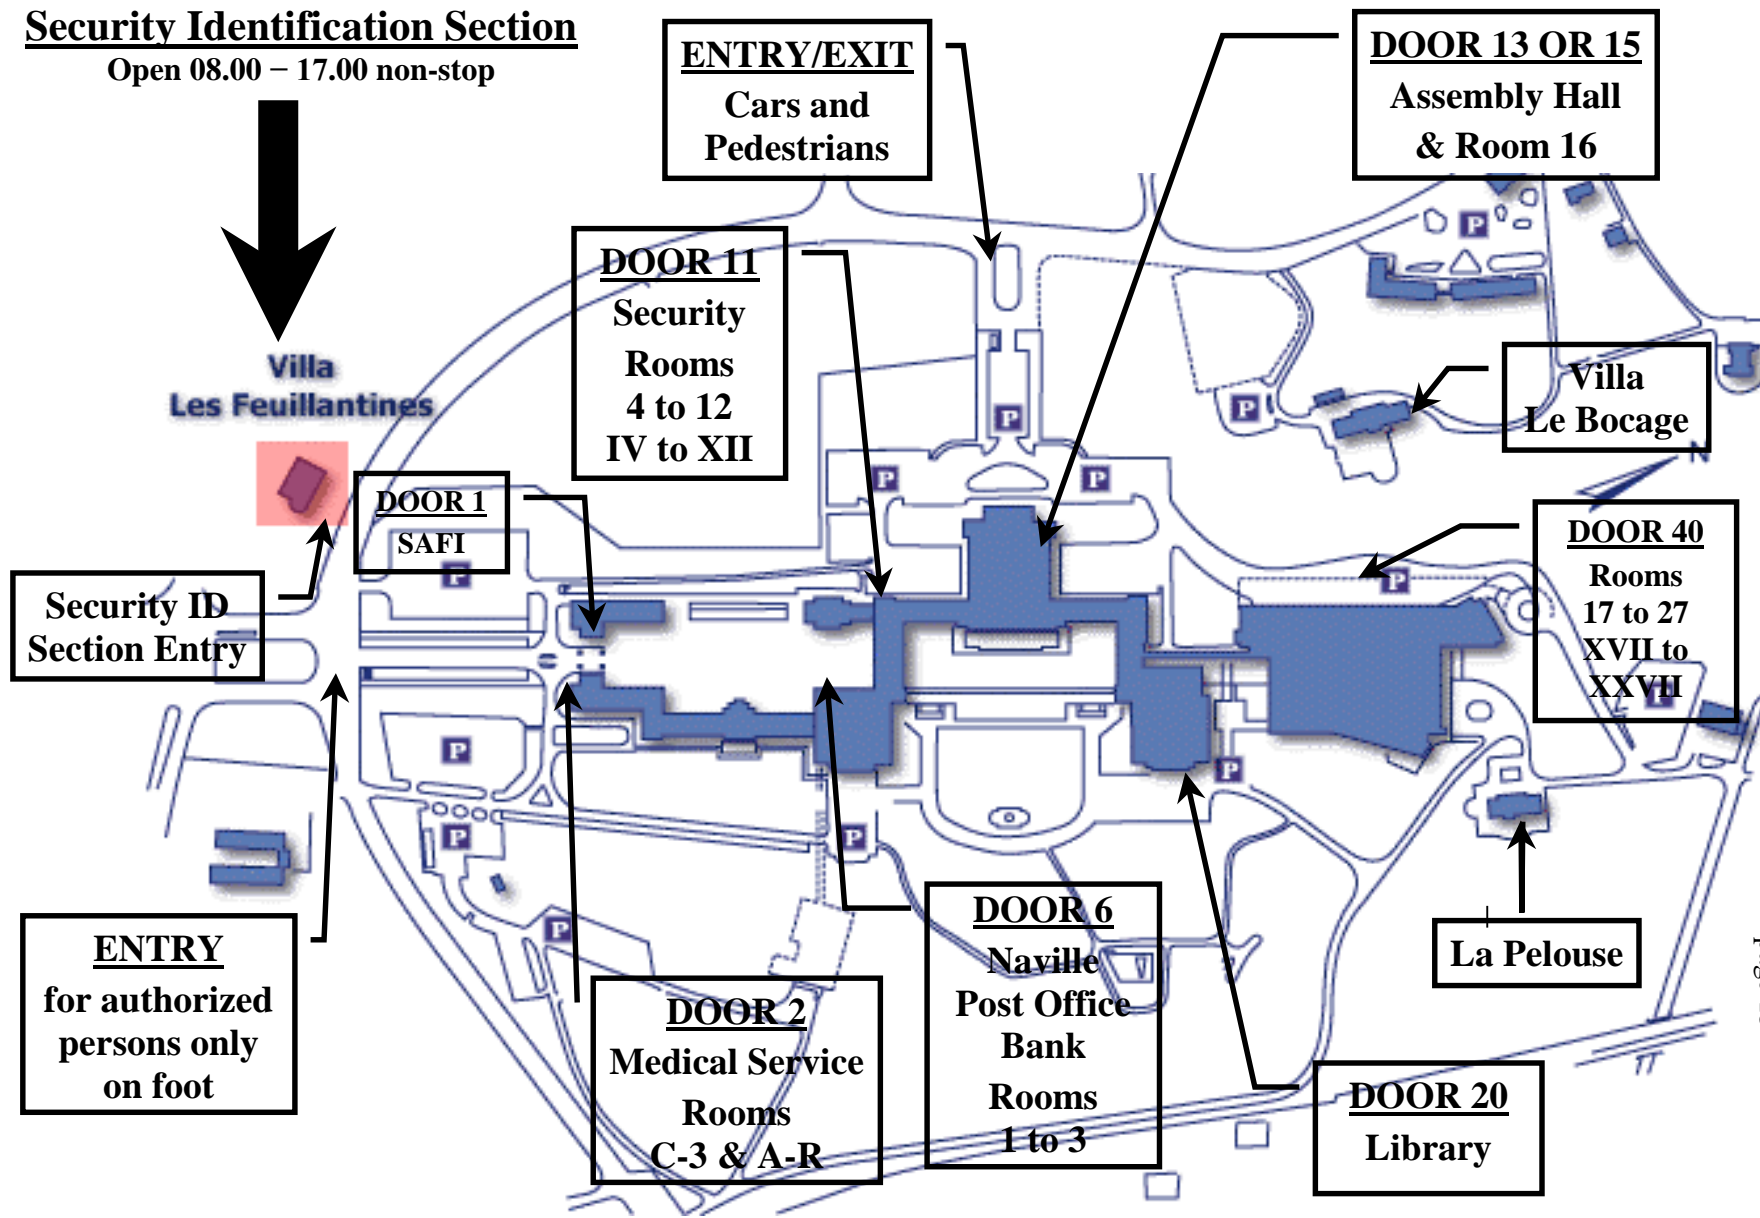 Security Identification Section
Open 08.00 – 17.00 non-stop
ENTRY/EXIT
Cars and
Pedestrians
DOOR 13 OR 15
Assembly Hall
& Room 16
DOOR 11
Security
Rooms
4 to 12
IV to XII
Villa
Les Feuillantines
Villa
Le Bocage
N
DOOR 1
SAFI
DOOR 40
Rooms
17 to 27
XVII to
XXVII
Security ID
Section Entry
ENTRY
for authorized
persons only
on foot
DOOR 2
Medical Service
Rooms
C-3 & A-R
DOOR 6
Naville
Post Office
Bank
Rooms
1 to 3
La Pelouse
DOOR 20
Library
P
P
P
P
P
P
P
P
P
P
P
P
P